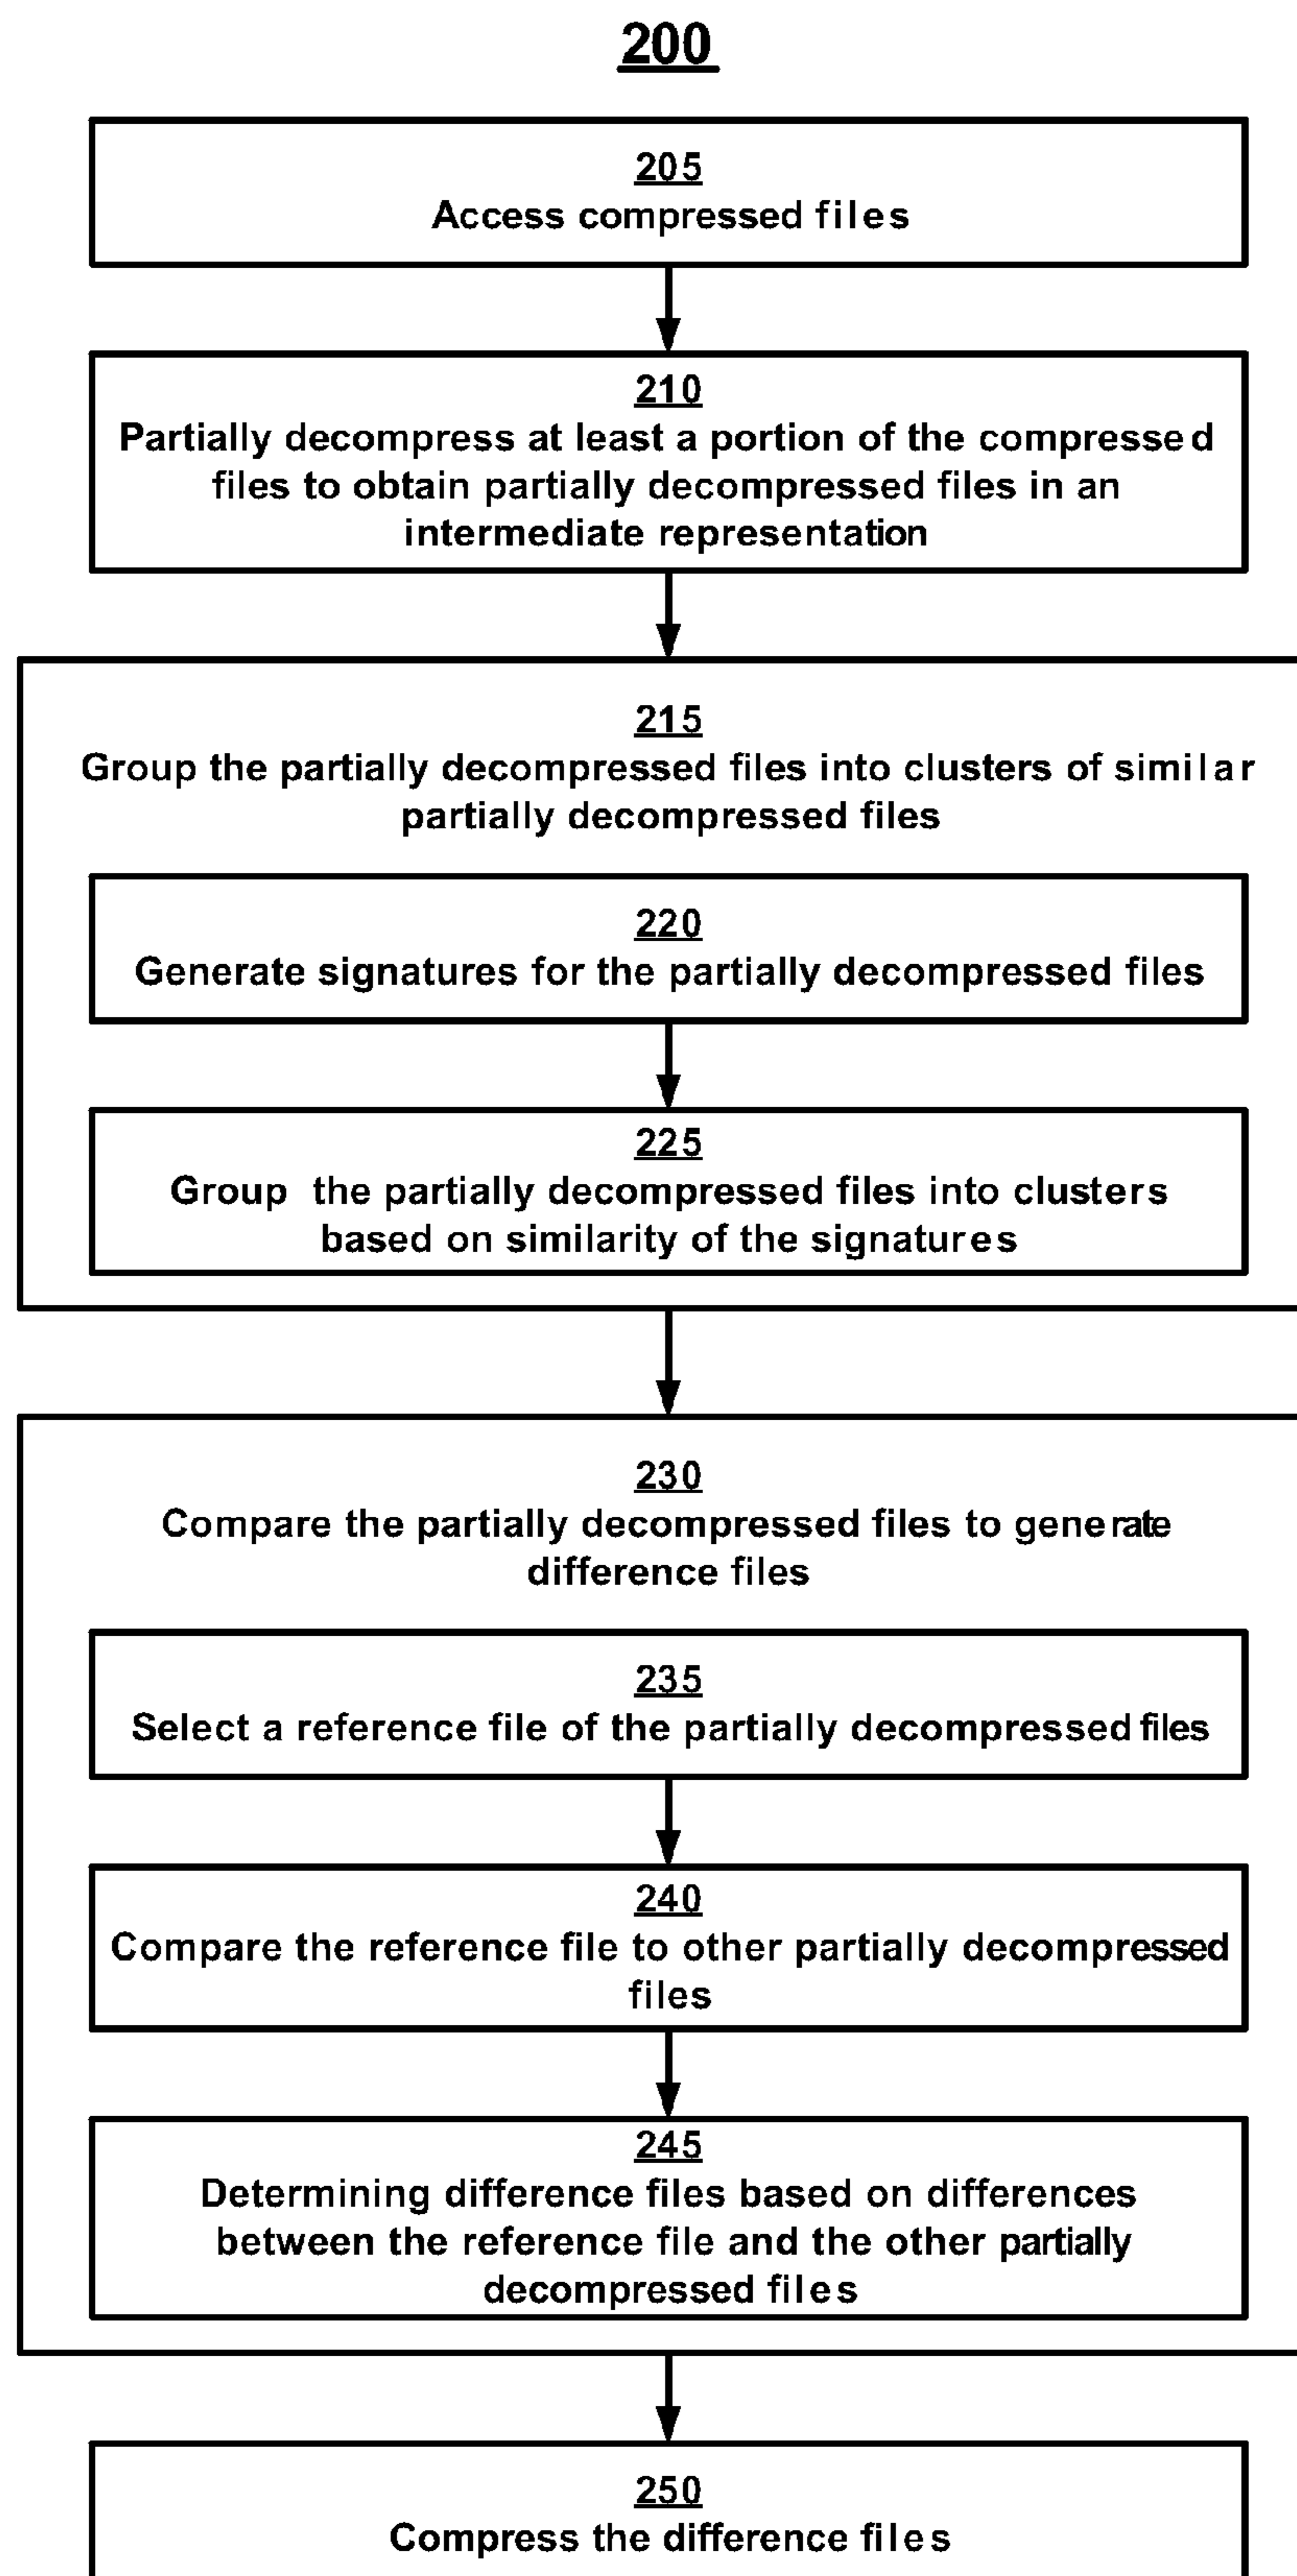 200
205
Access compressed files
210
Partially decompress at least a portion of the compressed
files to obtain partially decompressed files in an
intermediate representation
215
Group the partially decompressed files into clusters of similar
partially decompressed files
220
Generate signatures for the partially decompressed files
225
Group the partially decompressed files into clusters
based on similarity of the signatures
230
Compare the partially decompressed files to generate
difference files
235
Select a reference file of the partially decompressed files
240
Compare the reference file to other partially decompressed
files
245
Determining difference files based on differences
between the reference file and the other partially
decompressed files
250
Compress the difference files